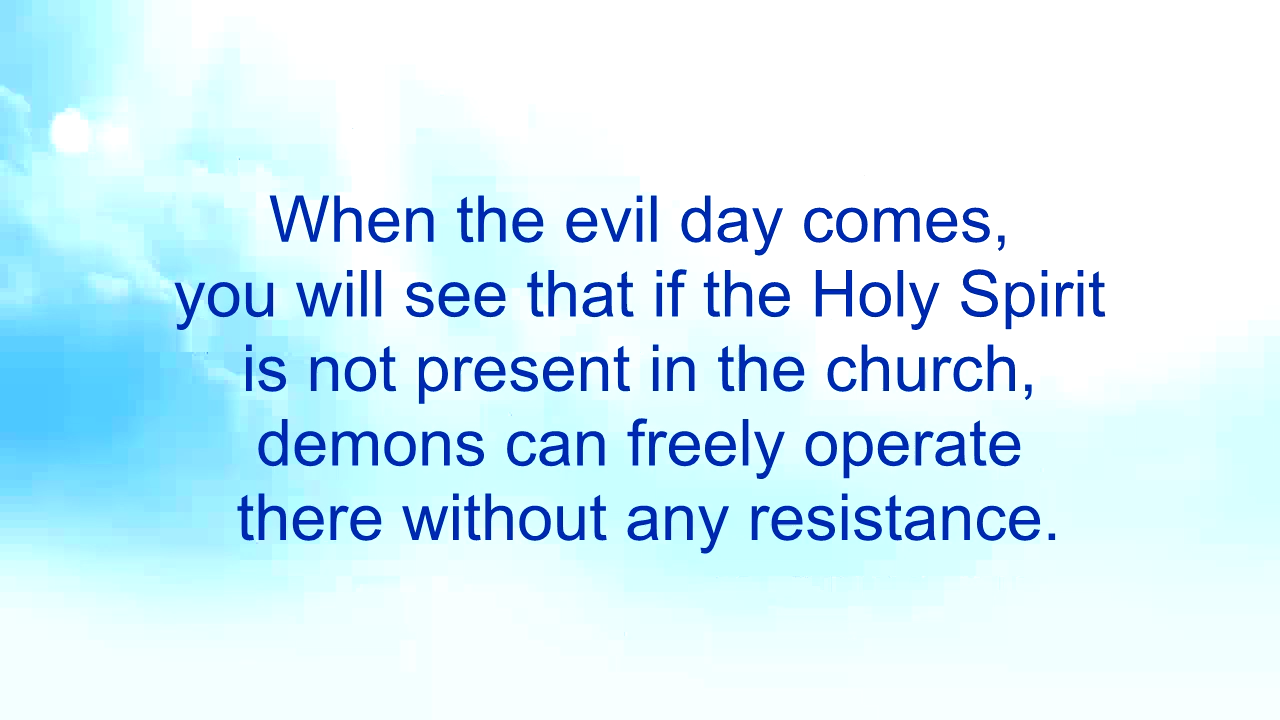 When the evil day comes,
you will see that if the Holy Spirit
is not present in the church,
demons can freely operate
there without any resistance.